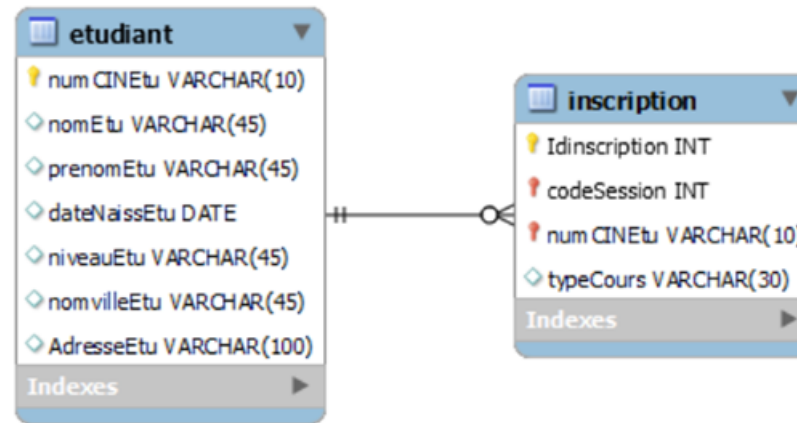 etudiant
numCINEtu VARCHAR(10)
nomEtu VARCHAR(45)
prenomEtu VARCHAR(45)
dateNaissEtu DATE
niveauEtu VARCHAR(45)
nomvilleEtu VARCHAR(45)
AdresseEtu VARCHAR(100)
Indexes
inscription
Idinscription INT
codeSession INT
numCINEtu VARCHAR(10)
typeCours VARCHAR(30)
Indexes